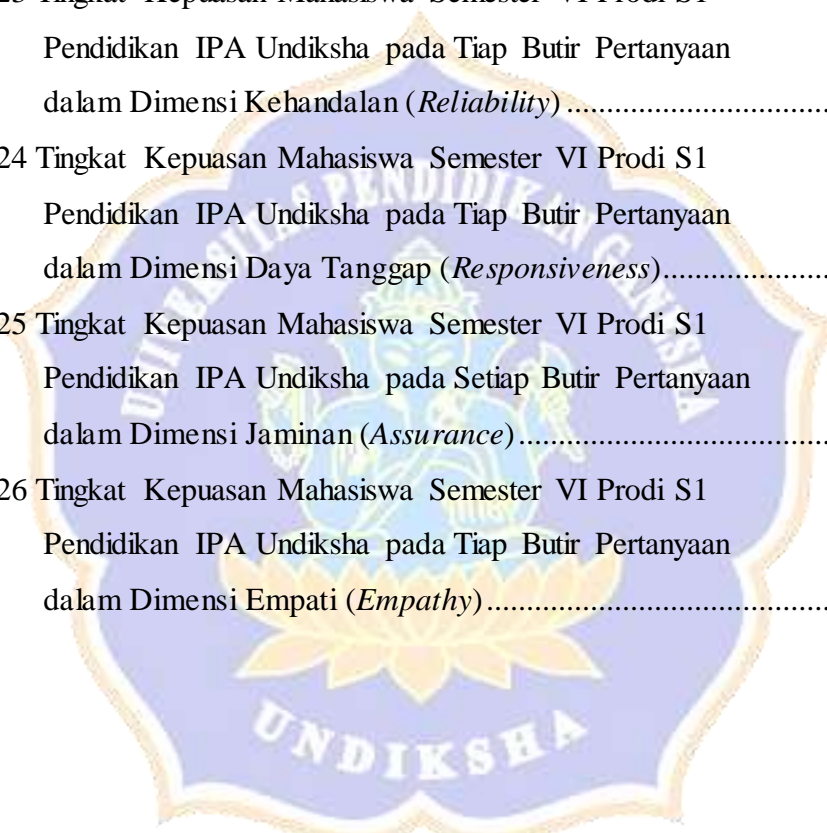 23 Tingkat Kepuasan Mahasiswa Semester VI Prodi S1
Pendidikan IPA Undiksha pada Tiap Butir Pertanyaan
dalam Dimensi Kehandalan (Reliability) ................................
24 Tingkat Kepuasan Mahasiswa Semester VI Prodi S1
Pendidikan IPA Undiksha pada Tiap Butir Pertanyaan
dalam Dimensi Daya Tanggap (Responsiveness)....................
25 Tingkat Kepuasan Mahasiswa Semester VI Prodi S1
Pendidikan IPA Undiksha pada Setiap Butir Pertanyaan
dalam Dimensi Jaminan (Assurance)......................................
26 Tingkat Kepuasan Mahasiswa Semester VI Prodi S1
Pendidikan IPA Undiksha pada Tiap Butir Pertanyaan
dalam Dimensi Empati (Empathy)..........................................
UNIVERSITAS PENDIDIKAN GANESHA
UNDIKSHA